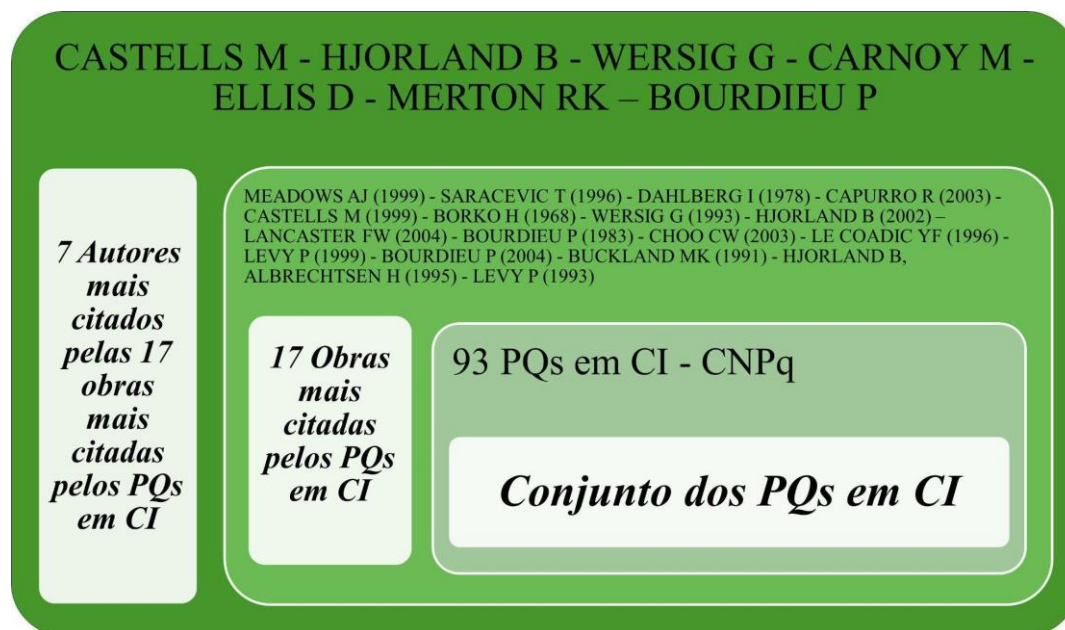 CASTELLS M - HJORLAND B - WERSIG G - CARNOY M -
ELLIS D - MERTON RK – BOURDIEU P
7 Autores
mais
citados
pelas 17
obras
mais
citadas
pelos PQs
em CI
MEADOWS AJ (1999) - SARACEVIC T (1996) - DAHLBERG I (1978) - CAPURRO R (2003) -
CASTELLS M (1999) - BORKO H (1968) - WERSIG G (1993) - HJORLAND B (2002) –
LANCASTER FW (2004) - BOURDIEU P (1983) - CHOO CW (2003) - LE COADIC YF (1996) -
LEVY P (1999) - BOURDIEU P (2004) - BUCKLAND MK (1991) - HJORLAND B,
ALBRECHTSEN H (1995) - LEVY P (1993)
17 Obras
mais
citadas
pelos PQs
em CI
93 PQs em CI - CNPq
Conjunto dos PQs em CI